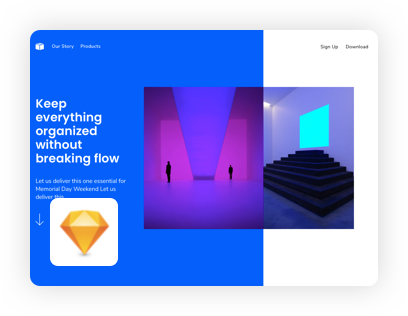 Our Story Products
Sign Up Download
Keep
everything
organized
without
breaking flow
Let us deliver this one essential for
Memorial Day Weekend Let us
deliver this